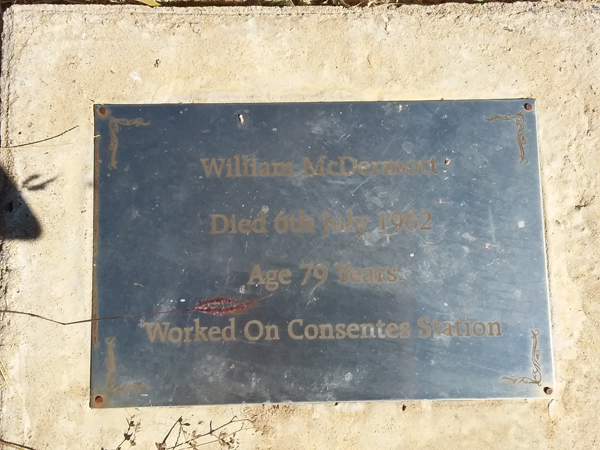 William McDermott
Died 6th July 1962
Age 79 Years
Worked On Consentes Station